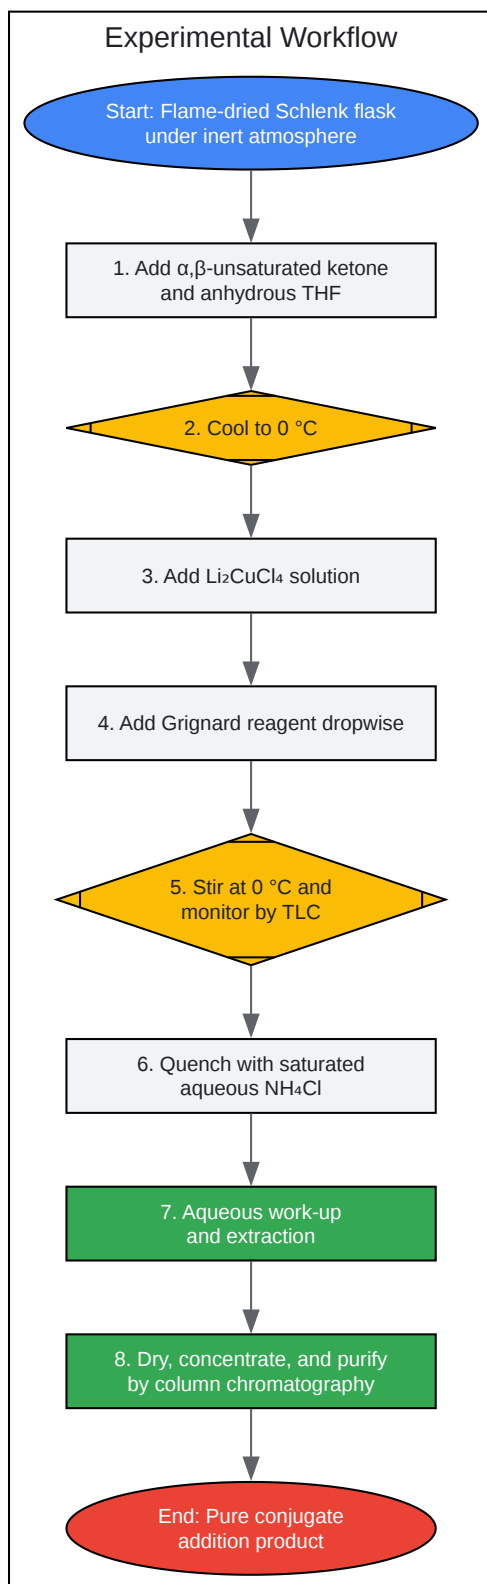 Experimental Workflow
Start: Flame-dried Schlenk flask
under inert atmosphere
1. Add α,β-unsaturated ketone
and anhydrous THF
2. Cool to 0 °C
3. Add Li₂CuCl₄ solution
4. Add Grignard reagent dropwise
5. Stir at 0 °C and
monitor by TLC
6. Quench with saturated
aqueous NH₄Cl
7. Aqueous work-up
and extraction
8. Dry, concentrate, and purify
by column chromatography
End: Pure conjugate
addition product